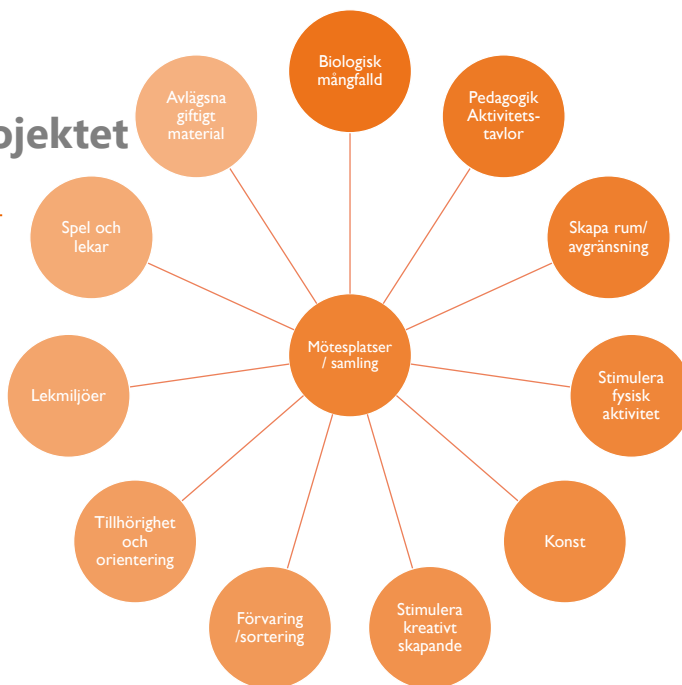 ojektet
Biologisk
mångfalld
Pedagogik
Aktivitets-
tavlor
Skapa rum/
avgränsning
Stimulera
fysisk
aktivitet
Konst
Stimulera
kreativt
skapande
Förvaring
/sortering
Tillhörighet
och
orientering
Lekmiljöer
Spel och
lekar
Avlägsna
giftigt
material
Mötesplatser
/ samling